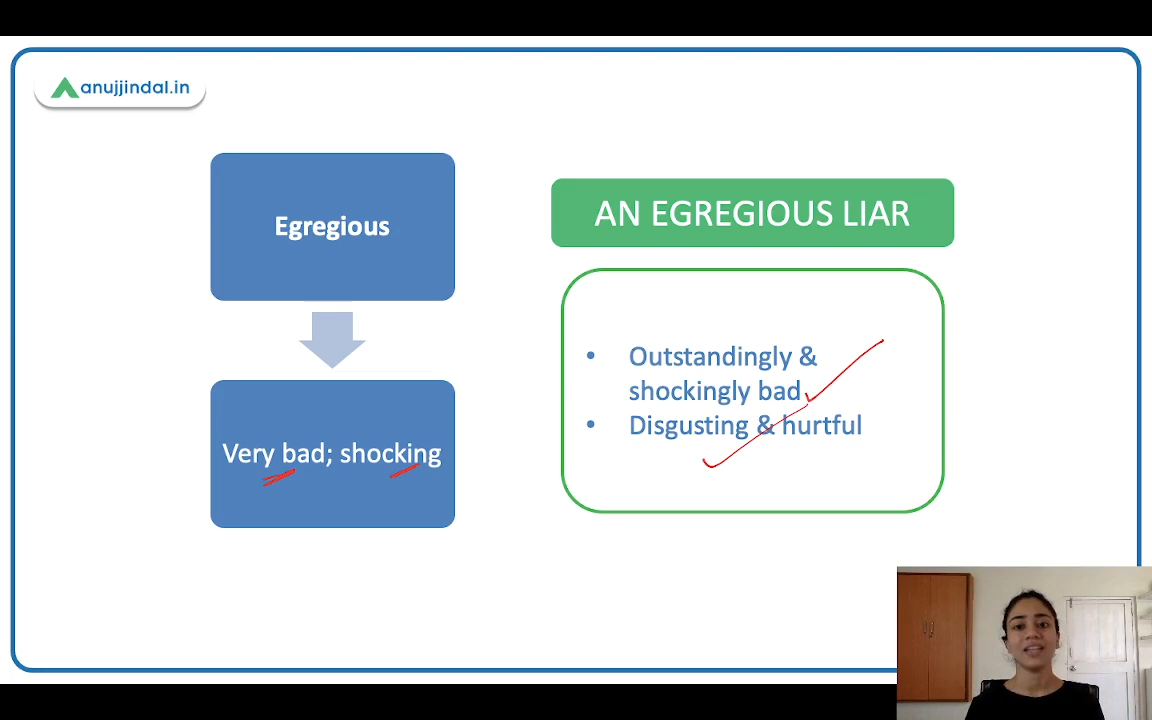 anujjindal.in
Egregious
Very bad; shocking
AN EGREGIOUS LIAR
• Outstandingly &
shockingly bad
• Disgusting & hurtful